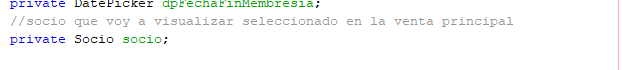 private DatePicker dpFechaFinMembresia;
//socio que voy a visualizar seleccionado en la venta principal
private Socio socio;